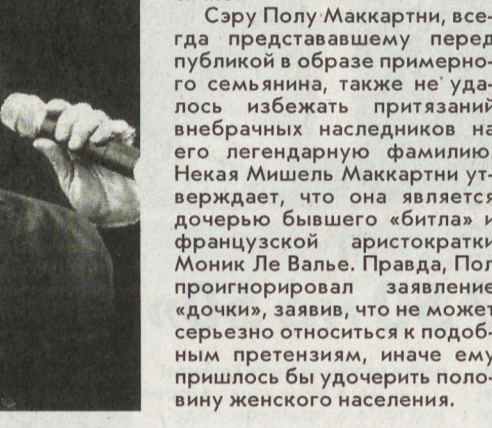 Сэру Полу Маккартни, все-
гда представавшему перед
публикой в образе примерно-
го семьянина, также не уда-
лось избежать притязаний
внебрачных наследников на
его легендарную фамилию.
Некая Мишель Маккартни ут-
верждает, что она является
дочерью бывшего «битла» и
французской аристократки
Моник Ле Валье. Правда, Пол
проигнорировал заявление
«дочки», заявив, что не может
серьезно относиться к подоб-
ным претензиям, иначе ему
пришлось бы удочерить поло-
вину женского населения.